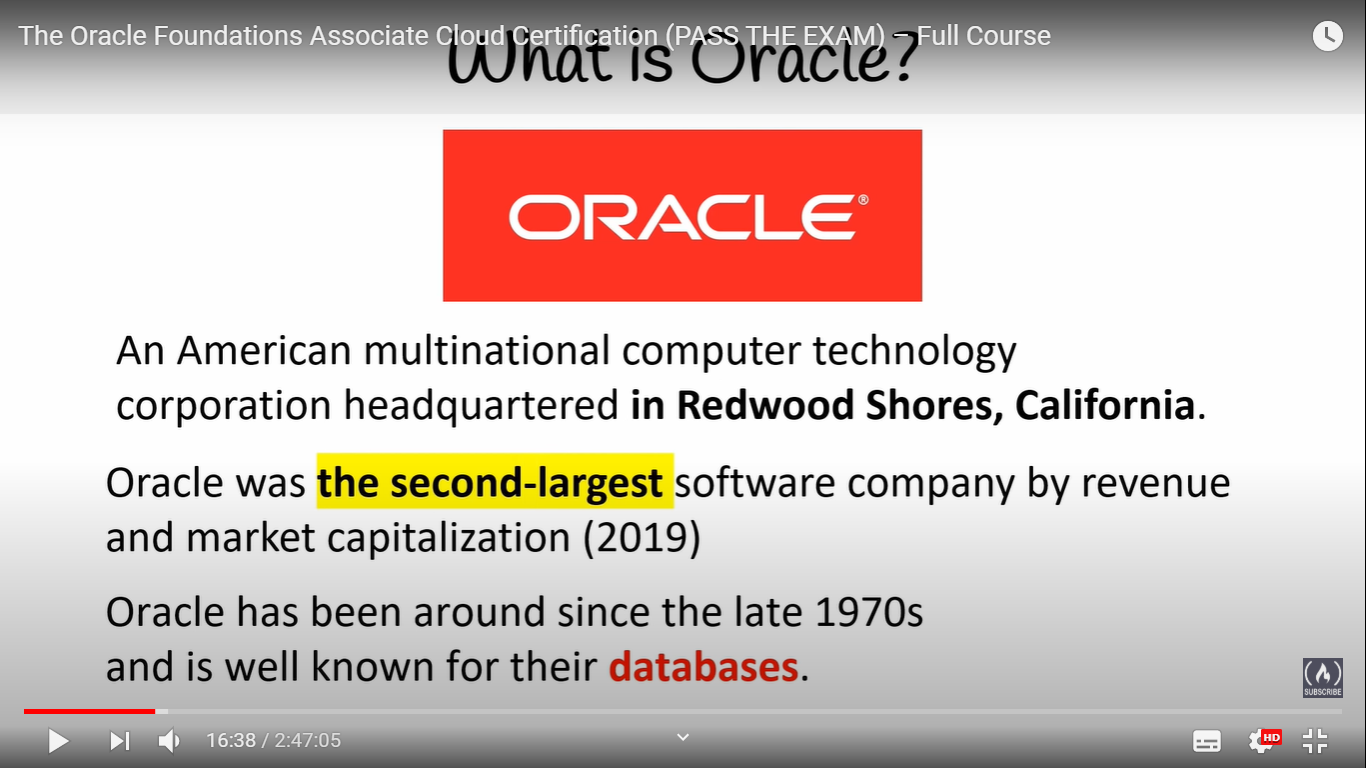 The Oracle Foundations Associate Cloud Certification (PASS THE EXAM) – Full Course
What is Oracle?
ORACLE®
An American multinational computer technology
corporation headquartered in Redwood Shores, California.
Oracle was the second-largest software company by revenue
and market capitalization (2019)
Oracle has been around since the late 1970s
and is well known for their databases.
SUBSCRIBE
16:38 / 2:47:05
HD